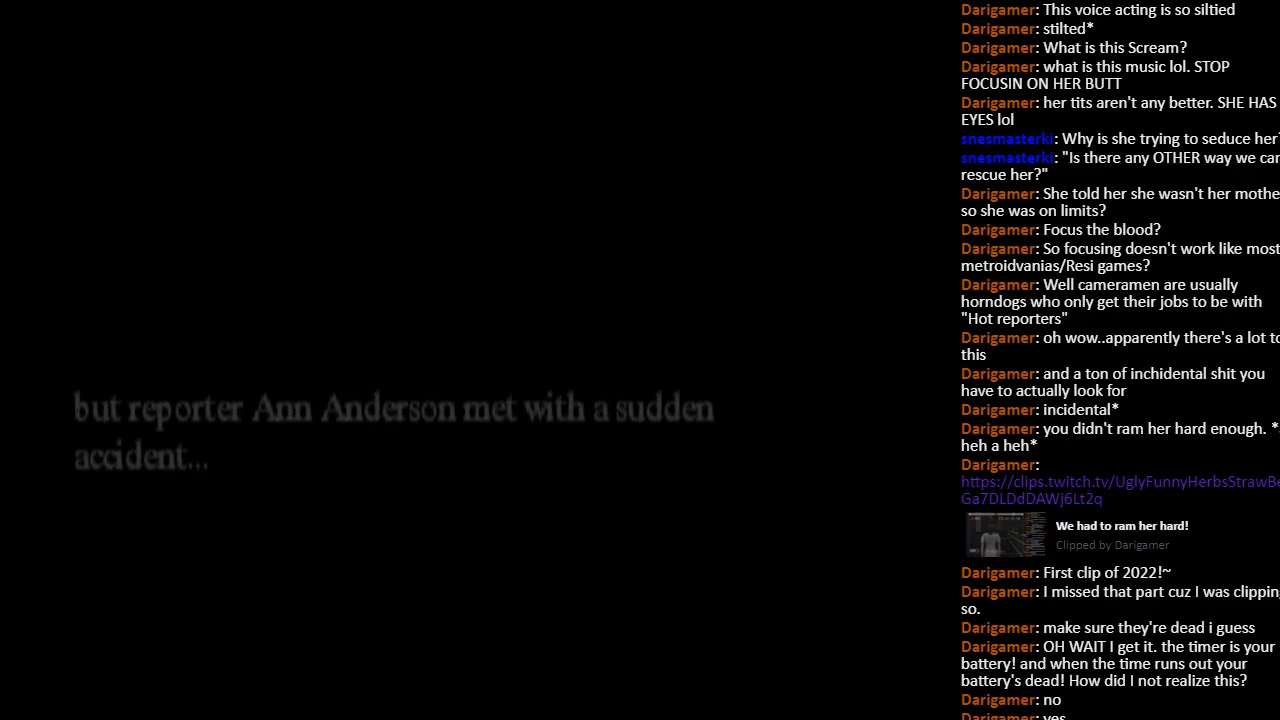 but reporter Ann Anderson met with a sudden
accident...
Darigamer: This voice acting is so siltied
Darigamer: stilted*
Darigamer: What is this Scream?
Darigamer: what is this music lol. STOP
FOCUSIN ON HER BUTT
Darigamer: her tits aren't any better. SHE HAS
EYES lol
snesmasterki: Why is she trying to seduce her?
snesmasterki: "Is there any OTHER way we can
rescue her?"
Darigamer: She told her she wasn't her mothe
so she was on limits?
Darigamer: Focus the blood?
Darigamer: So focusing doesn't work like most
metroidvanias/Resi games?
Darigamer: Well cameramen are usually
horndogs who only get their jobs to be with
"Hot reporters"
Darigamer: oh wow..apparently there's a lot to
this
Darigamer: and a ton of inchidental shit you
have to actually look for
Darigamer: incidental*
Darigamer: you didn't ram her hard enough. *
heh a heh*
Darigamer:
https://clips.twitch.tv/UglyFunnyHerbsStrawBe
Ga7DLDdDAWj6Lt2q
We had to ram her hard!
Clipped by Darigamer
Darigamer: First clip of 2022!~
Darigamer: I missed that part cuz I was clipping
so.
Darigamer: make sure they're dead i guess
Darigamer: OH WAIT I get it. the timer is your
battery! and when the time runs out your
battery's dead! How did I not realize this?
Darigamer: no
Darigamer: yes